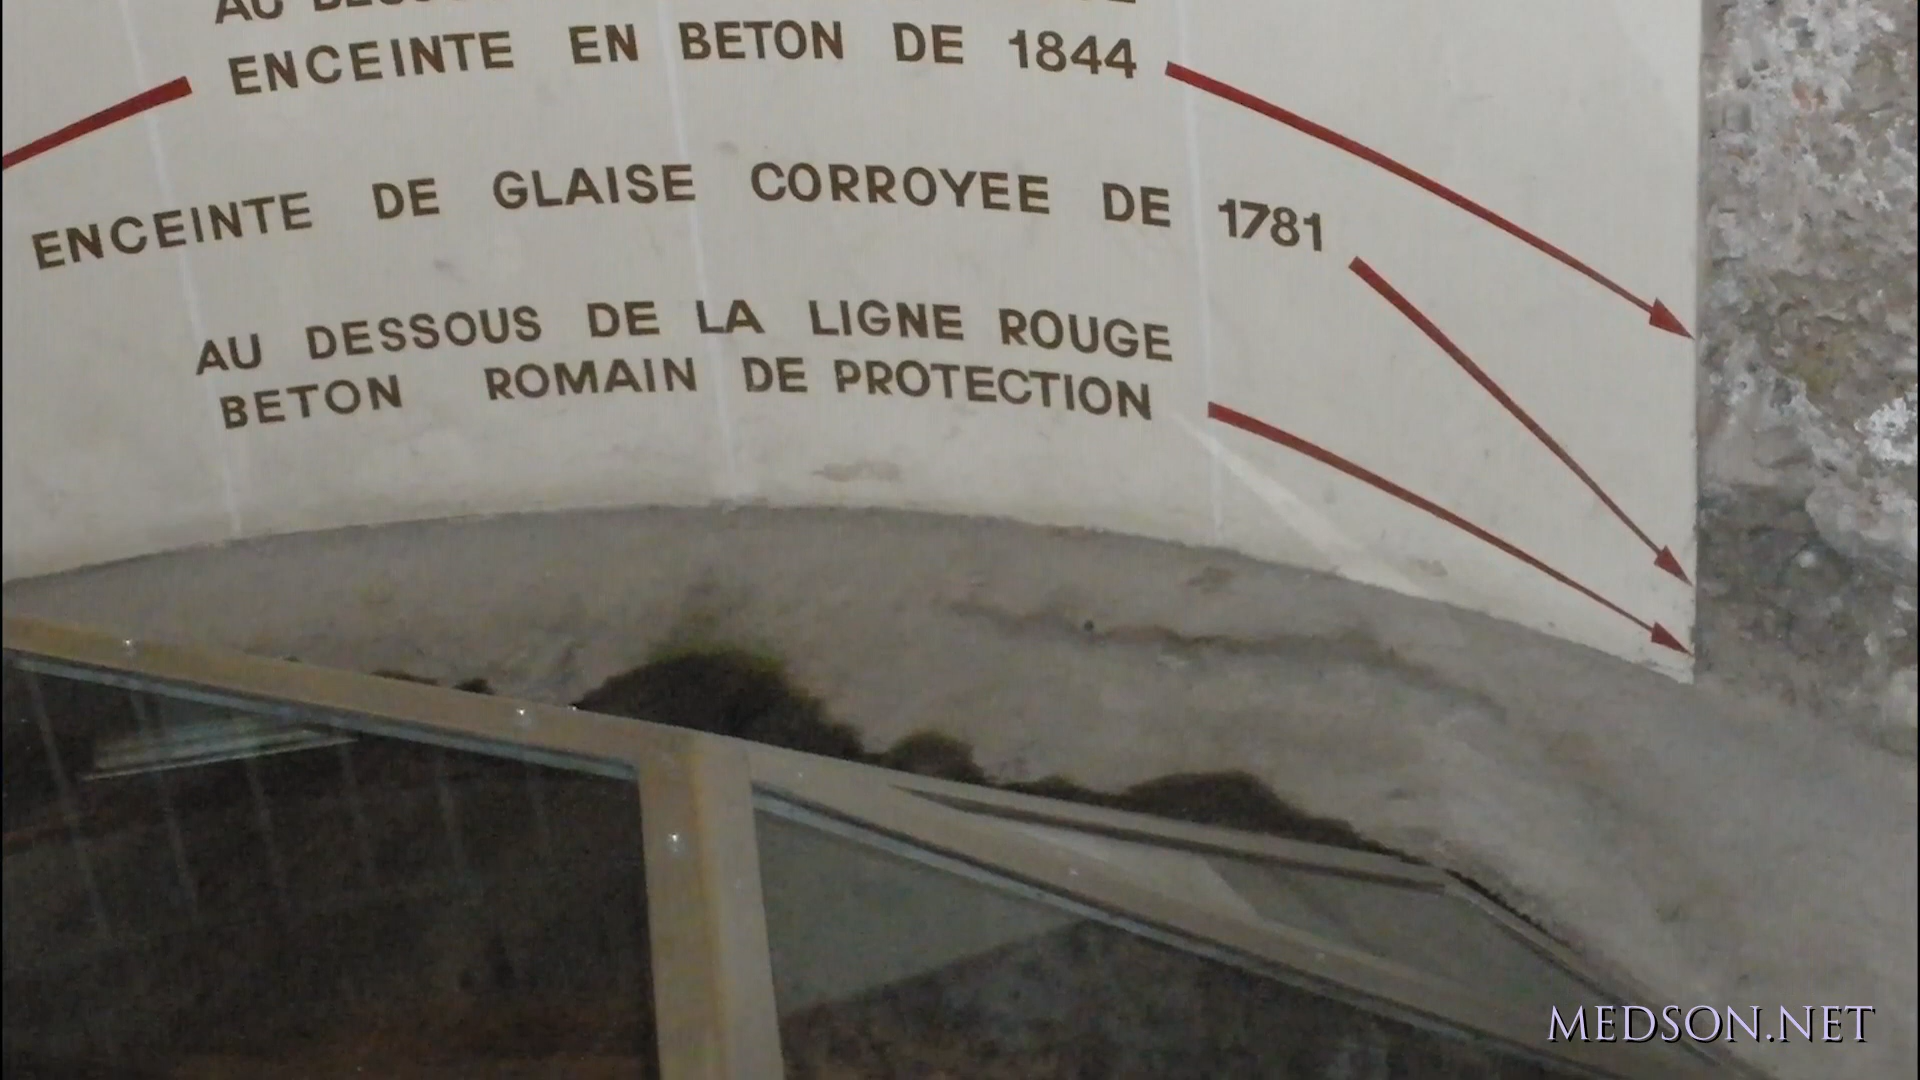 AU
ENCEINTE EN BETON DE 1844
ENCEINTE DE GLAISE CORROYEE DE 1781
AU DESSOUS DE LA LIGNE ROUGE
BETON ROMAIN DE PROTECTION
MEDSON.NET